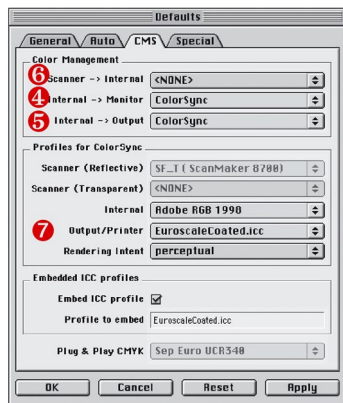 Defaults
General Auto CMS Special
Color Management
6 Scanner -> Internal <NONE>
4 Internal -> Monitor ColorSync
5 Internal -> Output ColorSync
Profiles for ColorSync
Scanner (Reflective) SF_T ( ScanMaker 8700)
Scanner (Transparent) <NONE>
Internal Adobe RGB 1998
7 Output/Printer EuroscaleCoated.icc
Rendering Intent perceptual
Embedded ICC profiles
Embed ICC profile
Profile to embed EuroscaleCoated.icc
Plug & Play CMYK Sep Euro UCR340
OK Cancel Reset Apply